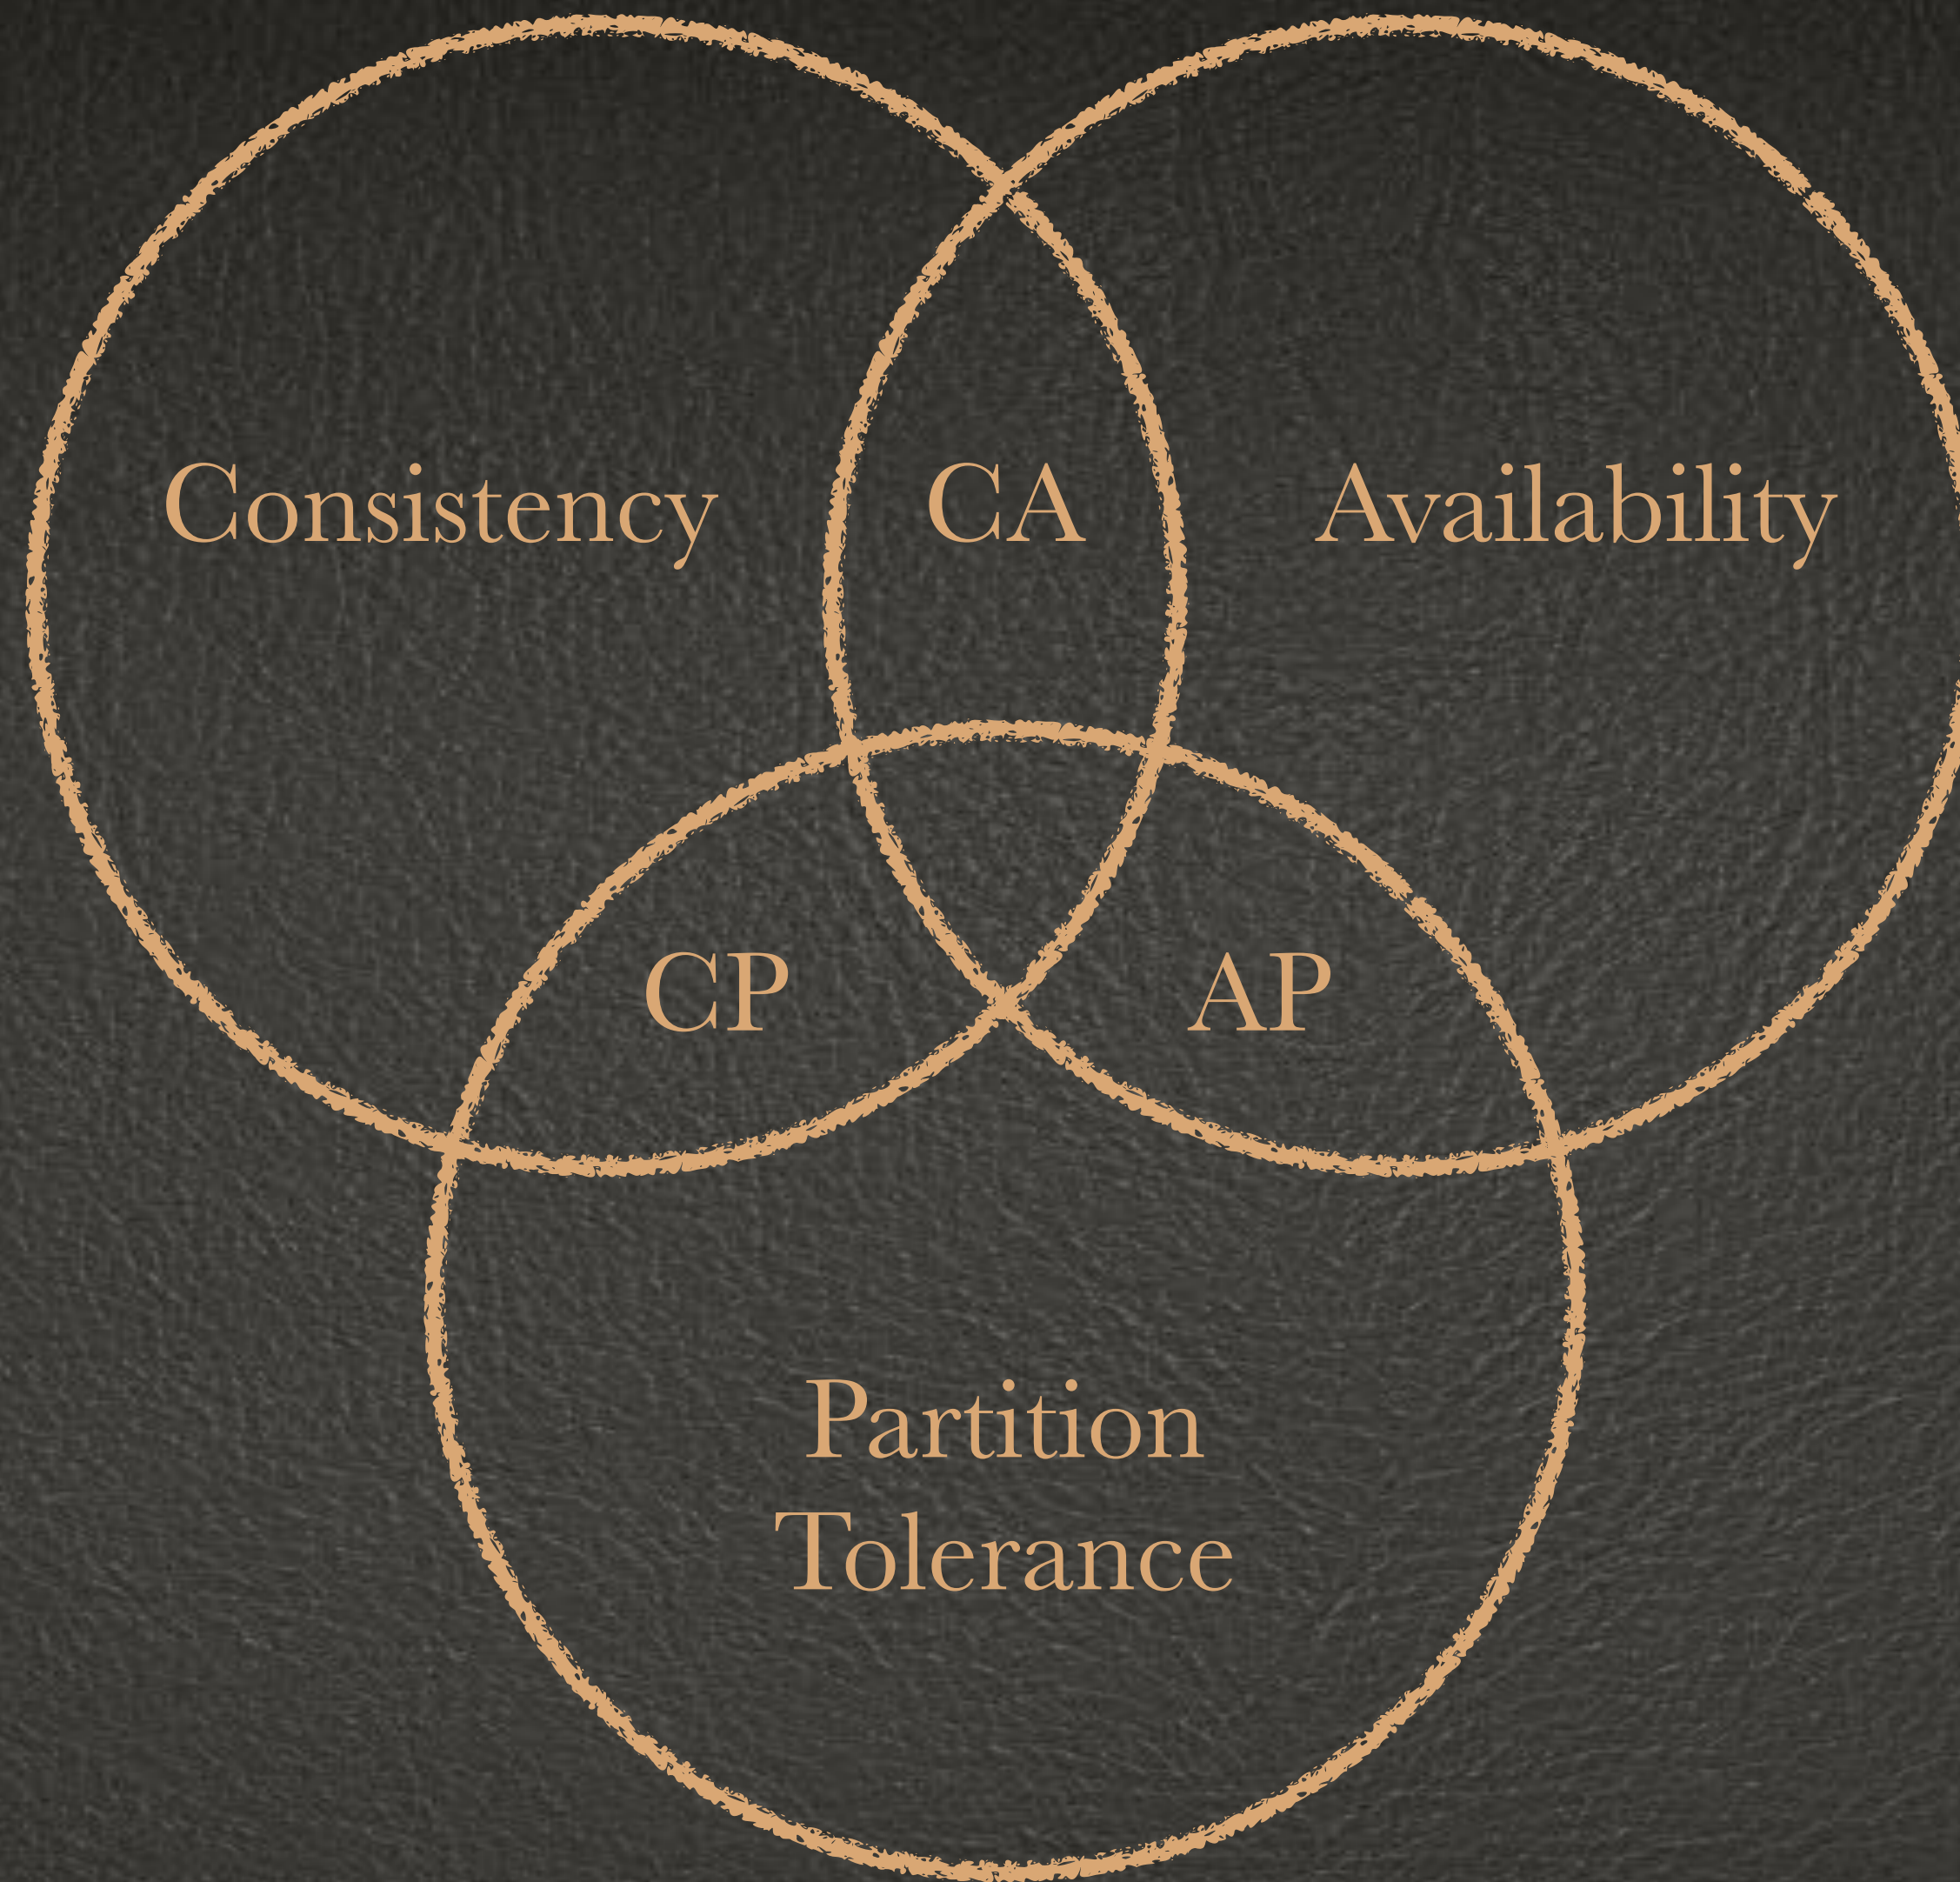 Consistency
CA
Availability
CP
AP
Partition
Tolerance